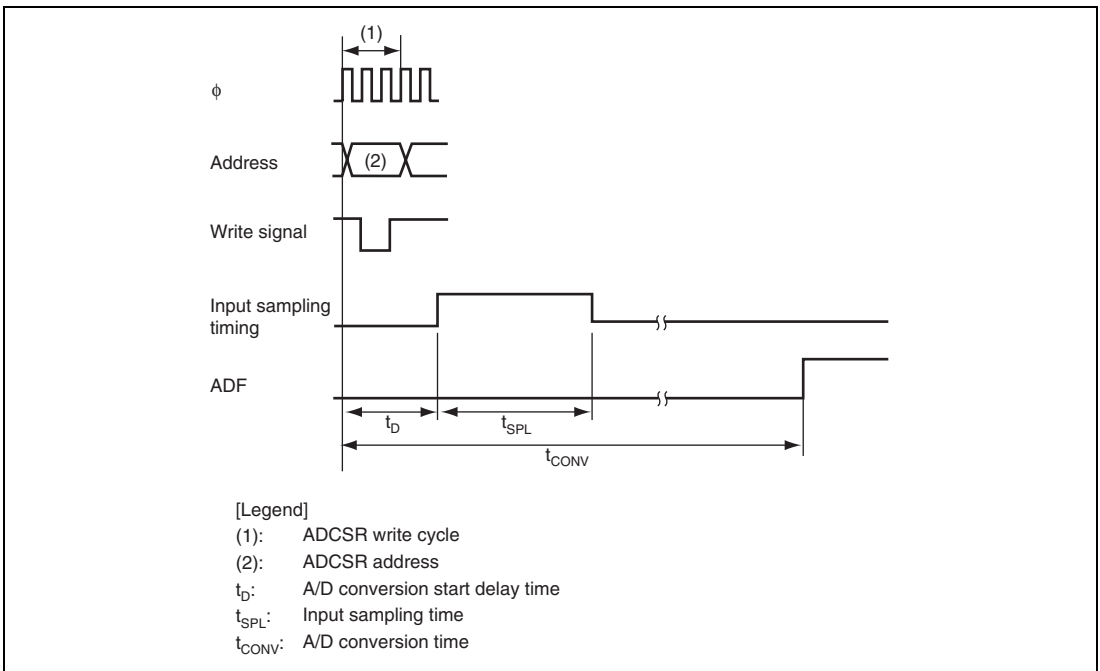 (1)
ϕ
Address
(2)
Write signal
Input sampling
timing
ADF
tD
tSPL
tCONV
[Legend]
(1): ADCSR write cycle
(2): ADCSR address
tD: A/D conversion start delay time
tSPL: Input sampling time
tCONV: A/D conversion time